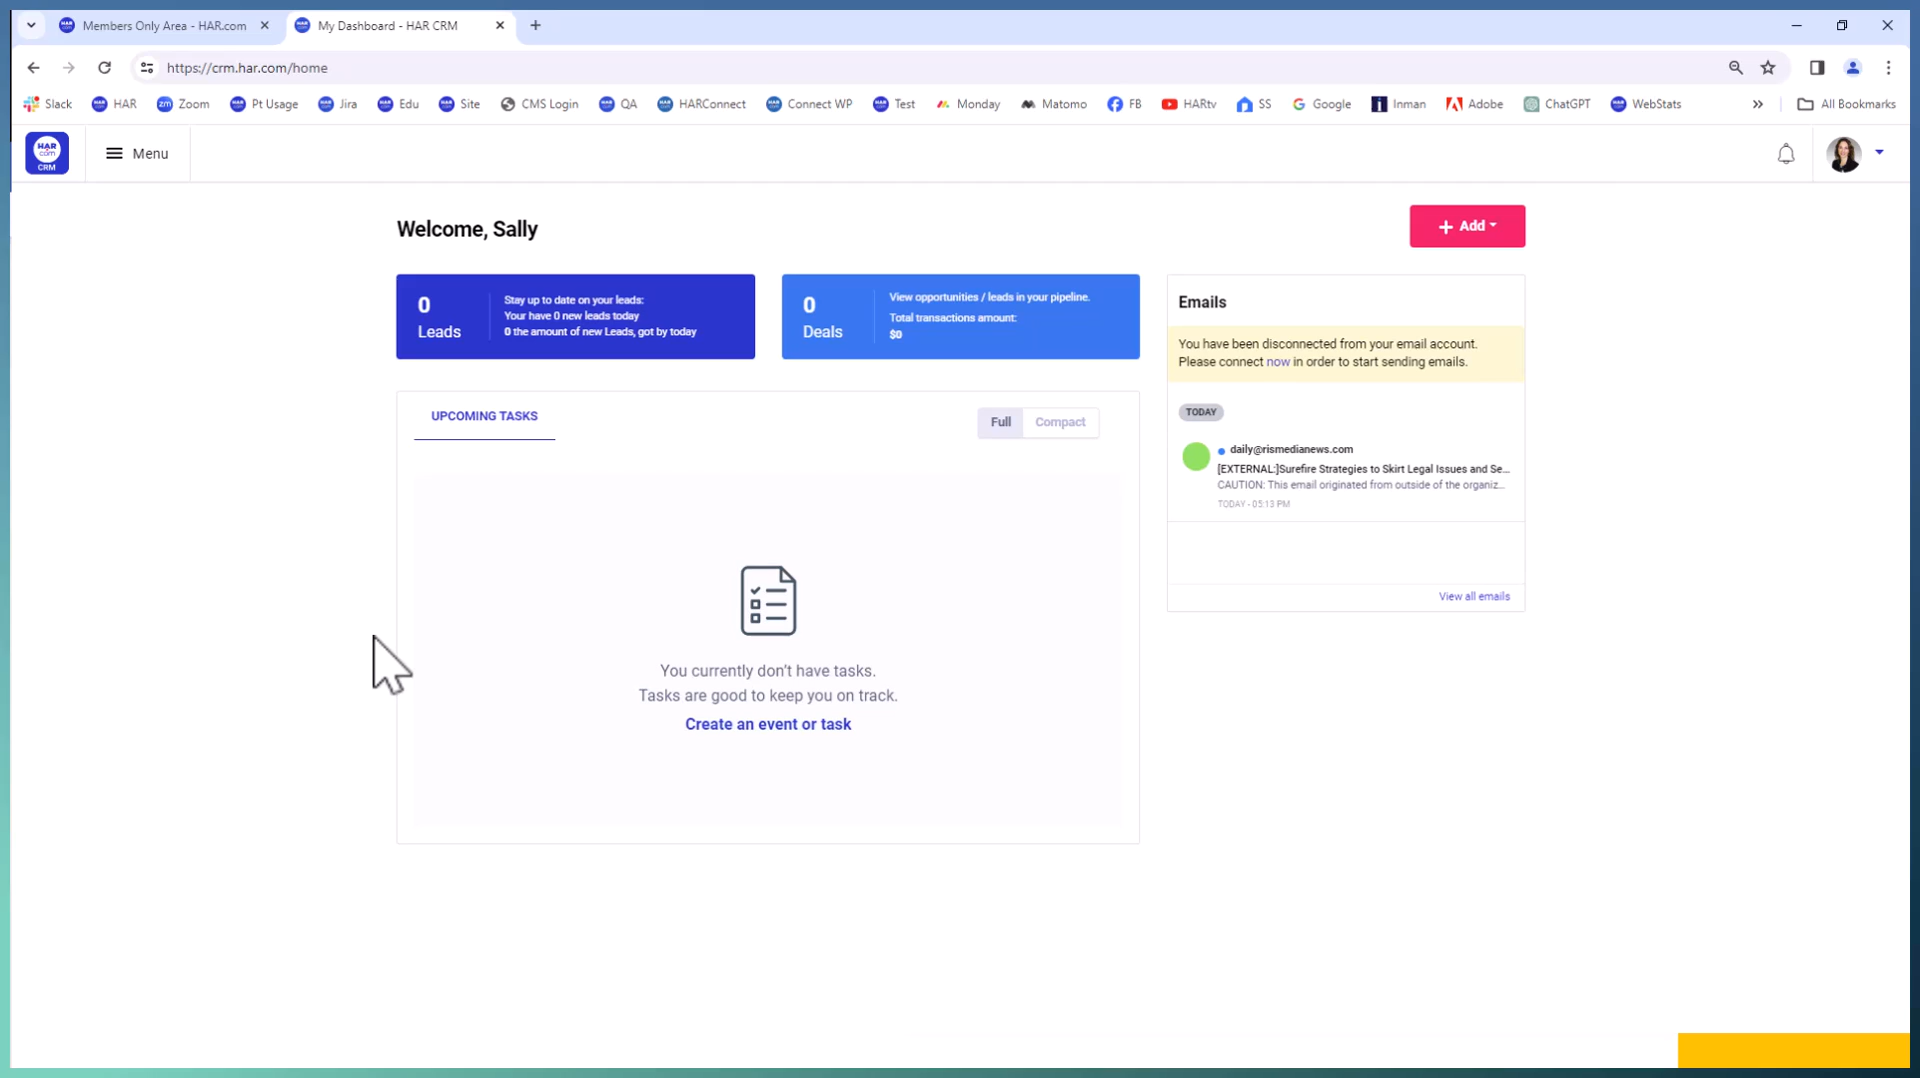 Members Only Area - HAR.com
My Dashboard - HAR CRM
https://crm.har.com/home
Slack HAR Zoom Pt Usage Jira Edu Site CMS Login QA HARConnect Connect WP Test Monday Matomo FB HARtv SS Google Inman Adobe ChatGPT WebStats » All Bookmarks
HAR com CRM
Menu
Welcome, Sally
+ Add
0
Leads
Stay up to date on your leads:
Your have 0 new leads today
0 the amount of new Leads, got by today
0
Deals
View opportunities / leads in your pipeline.
Total transactions amount:
$0
UPCOMING TASKS
Full Compact
You currently don't have tasks.
Tasks are good to keep you on track.
Create an event or task
Emails
You have been disconnected from your email account.
Please connect now in order to start sending emails.
TODAY
daily@rismedianews.com
[EXTERNAL:]Surefire Strategies to Skirt Legal Issues and Se...
CAUTION: This email originated from outside of the organiz...
TODAY - 05:13 PM
View all emails